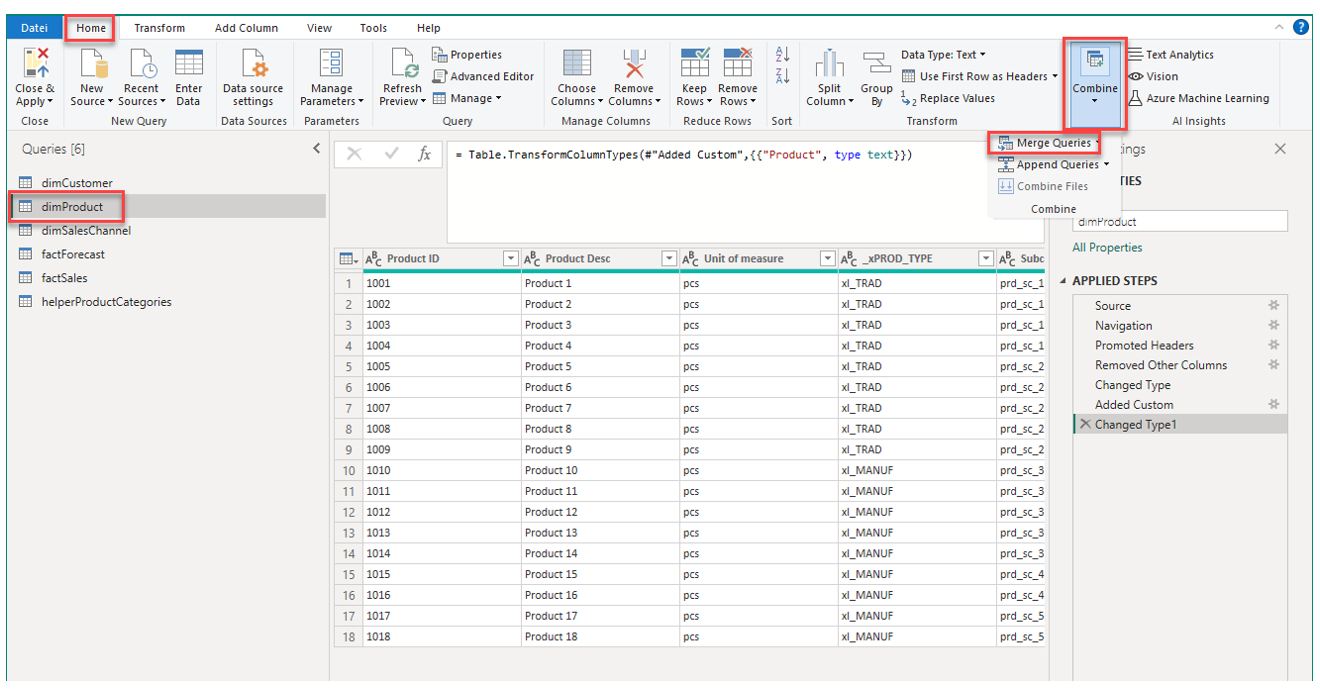 Datei Home Transform Add Column View Tools Help
Close & Apply
New Source
Recent Sources
Enter Data
Data source settings
Manage Parameters
Refresh Preview
Properties
Advanced Editor
Manage
Choose Columns
Remove Columns
Keep Rows
Remove Rows
Split Column
Group By
Data Type: Text
Use First Row as Headers
Replace Values
Combine
Text Analytics
Vision
Azure Machine Learning
Close New Query Data Sources Parameters Query Manage Columns Reduce Rows Sort Transform AI Insights
Merge Queries
Append Queries
Combine Files
Combine
Queries [6]
dimCustomer
dimProduct
dimSalesChannel
factForecast
factSales
helperProductCategories
fx = Table.TransformColumnTypes(#"Added Custom",{{"Product", type text}})
ABC Product ID ABC Product Desc ABC Unit of measure ABC _xPROD_TYPE ABC Subc
1 1001 Product 1 pcs xl_TRAD prd_sc_1
2 1002 Product 2 pcs xl_TRAD prd_sc_1
3 1003 Product 3 pcs xl_TRAD prd_sc_1
4 1004 Product 4 pcs xl_TRAD prd_sc_1
5 1005 Product 5 pcs xl_TRAD prd_sc_2
6 1006 Product 6 pcs xl_TRAD prd_sc_2
7 1007 Product 7 pcs xl_TRAD prd_sc_2
8 1008 Product 8 pcs xl_TRAD prd_sc_2
9 1009 Product 9 pcs xl_TRAD prd_sc_2
10 1010 Product 10 pcs xl_MANUF prd_sc_3
11 1011 Product 11 pcs xl_MANUF prd_sc_3
12 1012 Product 12 pcs xl_MANUF prd_sc_3
13 1013 Product 13 pcs xl_MANUF prd_sc_3
14 1014 Product 14 pcs xl_MANUF prd_sc_3
15 1015 Product 15 pcs xl_MANUF prd_sc_4
16 1016 Product 16 pcs xl_MANUF prd_sc_4
17 1017 Product 17 pcs xl_MANUF prd_sc_5
18 1018 Product 18 pcs xl_MANUF prd_sc_5
ings
TIES
dimProduct
All Properties
APPLIED STEPS
Source
Navigation
Promoted Headers
Removed Other Columns
Changed Type
Added Custom
Changed Type1